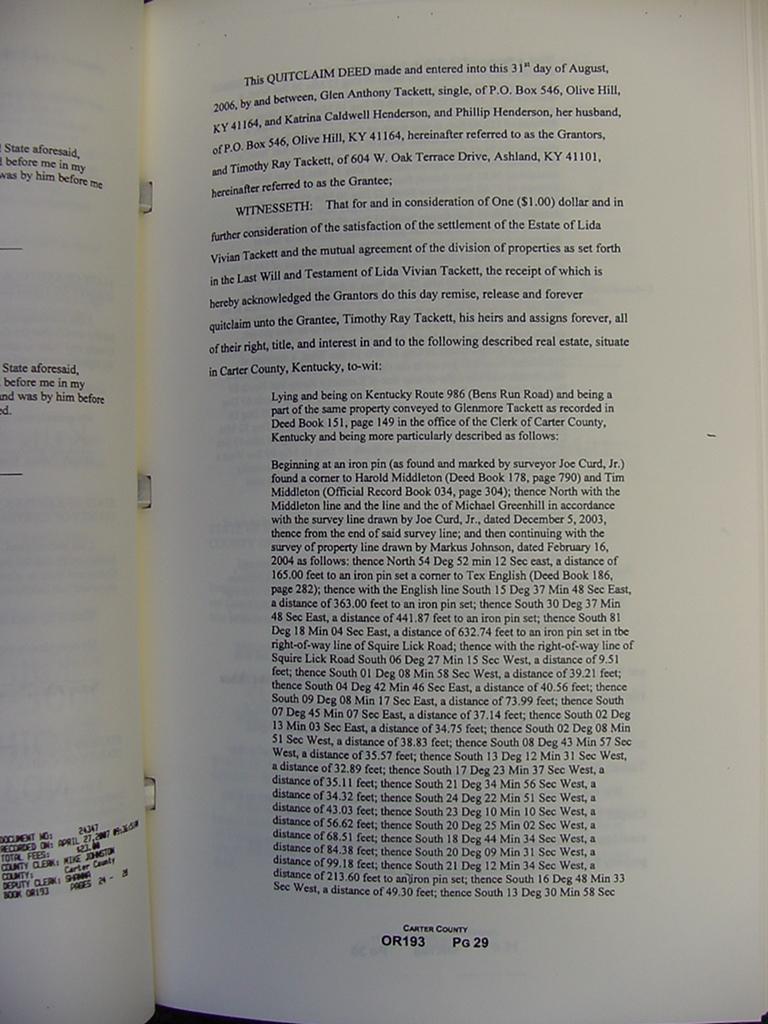 State aforesaid,
before me in my
was by him before me
State aforesaid,
before me in my
and was by him before
ed.
DOCUMENT NO: 24347
RECORDED ON: APRIL 27, 2007
TOTAL FEES: $23.00
COUNTY CLERK: MIKE JOHNSTON
COUNTY: Carter County
DEPUTY CLERK: SHANNA
BOOK OR193 PAGES 24 - 28
This QUITCLAIM DEED made and entered into this 31st day of August,
2006, by and between, Glen Anthony Tackett, single, of P.O. Box 546, Olive Hill,
KY 41164, and Katrina Caldwell Henderson, and Phillip Henderson, her husband,
of P.O. Box 546, Olive Hill, KY 41164, hereinafter referred to as the Grantors,
and Timothy Ray Tackett, of 604 W. Oak Terrace Drive, Ashland, KY 41101,
hereinafter referred to as the Grantee;
WITNESSETH: That for and in consideration of One ($1.00) dollar and in
further consideration of the satisfaction of the settlement of the Estate of Lida
Vivian Tackett and the mutual agreement of the division of properties as set forth
in the Last Will and Testament of Lida Vivian Tackett, the receipt of which is
hereby acknowledged the Grantors do this day remise, release and forever
quitclaim unto the Grantee, Timothy Ray Tackett, his heirs and assigns forever, all
of their right, title, and interest in and to the following described real estate, situate
in Carter County, Kentucky, to-wit:
Lying and being on Kentucky Route 986 (Bens Run Road) and being a
part of the same property conveyed to Glenmore Tackett as recorded in
Deed Book 151, page 149 in the office of the Clerk of Carter County,
Kentucky and being more particularly described as follows:
Beginning at an iron pin (as found and marked by surveyor Joe Curd, Jr.)
found a corner to Harold Middleton (Deed Book 178, page 790) and Tim
Middleton (Official Record Book 034, page 304); thence North with the
Middleton line and the line and the of Michael Greenhill in accordance
with the survey line drawn by Joe Curd, Jr., dated December 5, 2003,
thence from the end of said survey line; and then continuing with the
survey of property line drawn by Markus Johnson, dated February 16,
2004 as follows: thence North 54 Deg 52 min 12 Sec east, a distance of
165.00 feet to an iron pin set a corner to Tex English (Deed Book 186,
page 282); thence with the English line South 15 Deg 37 Min 48 Sec East,
a distance of 363.00 feet to an iron pin set; thence South 30 Deg 37 Min
48 Sec East, a distance of 441.87 feet to an iron pin set; thence South 81
Deg 18 Min 04 Sec East, a distance of 632.74 feet to an iron pin set in the
right-of-way line of Squire Lick Road; thence with the right-of-way line of
Squire Lick Road South 06 Deg 27 Min 15 Sec West, a distance of 9.51
feet; thence South 01 Deg 08 Min 58 Sec West, a distance of 39.21 feet;
thence South 04 Deg 42 Min 46 Sec East, a distance of 40.56 feet; thence
South 09 Deg 08 Min 17 Sec East, a distance of 73.99 feet; thence South
07 Deg 45 Min 07 Sec East, a distance of 37.14 feet; thence South 02 Deg
13 Min 03 Sec East, a distance of 34.75 feet; thence South 02 Deg 08 Min
51 Sec West, a distance of 38.83 feet; thence South 08 Deg 43 Min 57 Sec
West, a distance of 35.57 feet; thence South 13 Deg 12 Min 31 Sec West,
a distance of 32.89 feet; thence South 17 Deg 23 Min 37 Sec West, a
distance of 35.11 feet; thence South 21 Deg 34 Min 56 Sec West, a
distance of 34.32 feet; thence South 24 Deg 22 Min 51 Sec West, a
distance of 43.03 feet; thence South 23 Deg 10 Min 10 Sec West, a
distance of 56.62 feet; thence South 20 Deg 25 Min 02 Sec West, a
distance of 68.51 feet; thence South 18 Deg 44 Min 34 Sec West, a
distance of 84.38 feet; thence South 20 Deg 09 Min 31 Sec West, a
distance of 99.18 feet; thence South 21 Deg 12 Min 34 Sec West, a
distance of 213.60 feet to an iron pin set; thence South 16 Deg 48 Min 33
Sec West, a distance of 49.30 feet; thence South 13 Deg 30 Min 58 Sec
CARTER COUNTY
OR193 PG 29